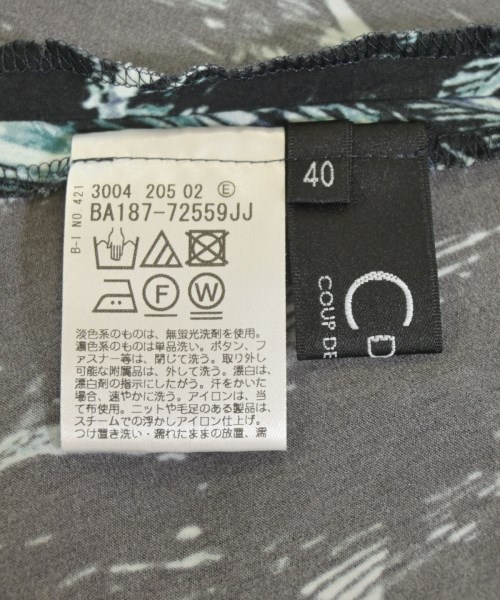 B-I NO.421
3004 205 02 Ⓔ
BA187-72559JJ
F W
淡色系のものは、無蛍光洗剤を使用。
濃色系のものは単品洗い。ボタン、フ
ァスナー等は、閉じて洗う。取り外し
可能な附属品は、外して洗う。漂白は、
漂白剤の指示にしたがう。汗をかいた
場合、速やかに洗う。アイロンは、当
て布使用。ニットや毛足のある製品は、
スチームでの浮かしアイロン仕上げ。
つけ置き洗い・濡れたままの放置、濡
40
CD
COUP DE